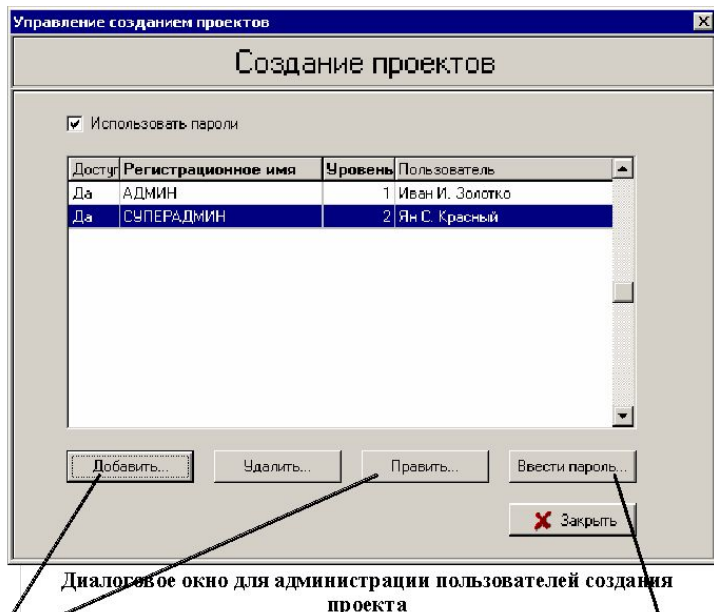 Управление созданием проектов
Создание проектов
Использовать пароли
Доступ Регистрационное имя Уровень Пользователь
Да АДМИН 1 Иван И. Золотко
Да СУПЕРАДМИН 2 Ян С. Красный
Добавить... Удалить... Править... Ввести пароль...
Закрыть
Диалоговое окно для администрации пользователей создания
проекта